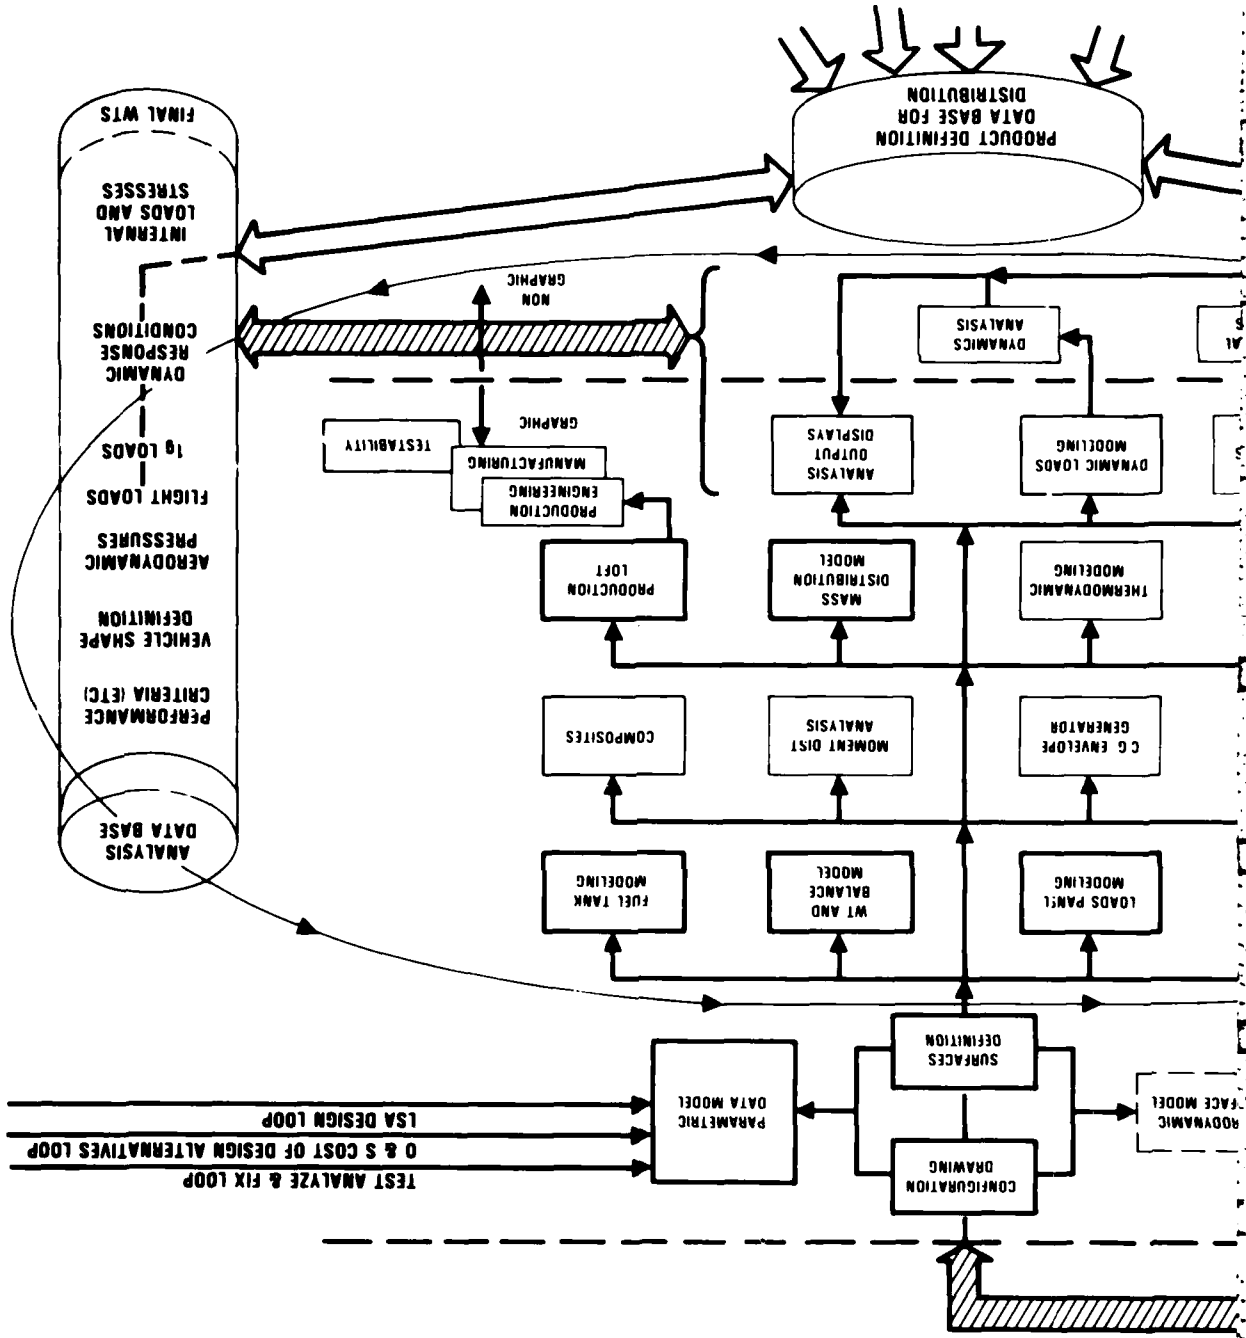 CONFIGURATION
DRAWING
TEST ANALYZE & FIX LOOP
O & S COST OF DESIGN ALTERNATIVES LOOP
LSA DESIGN LOOP
RODYNAMIC
FACE MODEL
PARAMETRIC
DATA MODEL
SURFACES
DEFINITION
LOADS PANEL
MODELING
WT AND
BALANCE
MODEL
FUEL TANK
MODELING
C.G ENVELOPE
GENERATOR
MOMENT DIST
ANALYSIS
COMPOSITES
THERMODYNAMIC
MODELING
MASS
DISTRIBUTION
MODEL
PRODUCTION
LOFT
PRODUCTION
ENGINEERING
MANUFACTURING
TESTABILITY
DYNAMIC LOADS
MODELING
ANALYSIS
OUTPUT
DISPLAYS
GRAPHIC
NON
GRAPHIC
AL
S
DYNAMICS
ANALYSIS
PRODUCT DEFINITION
DATA BASE FOR
DISTRIBUTION
ANALYSIS
DATA BASE
PERFORMANCE
CRITERIA (ETC)
VEHICLE SHAPE
DEFINITION
AERODYNAMIC
PRESSURES
FLIGHT LOADS
1g LOADS
DYNAMIC
RESPONSE
CONDITIONS
INTERNAL
LOADS AND
STRESSES
FINAL WTS